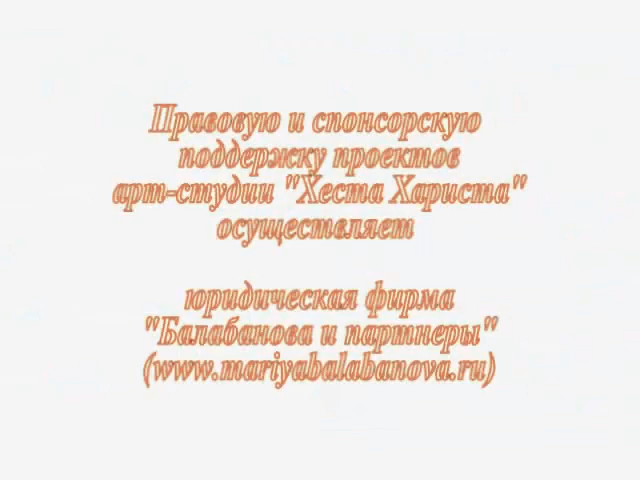 Правовую и спонсорскую
поддержку проектов
арт-студии "Хеста Хариста"
осуществляет
юридическая фирма
"Балабанова и партнеры"
(www.mariyabalabanova.ru)